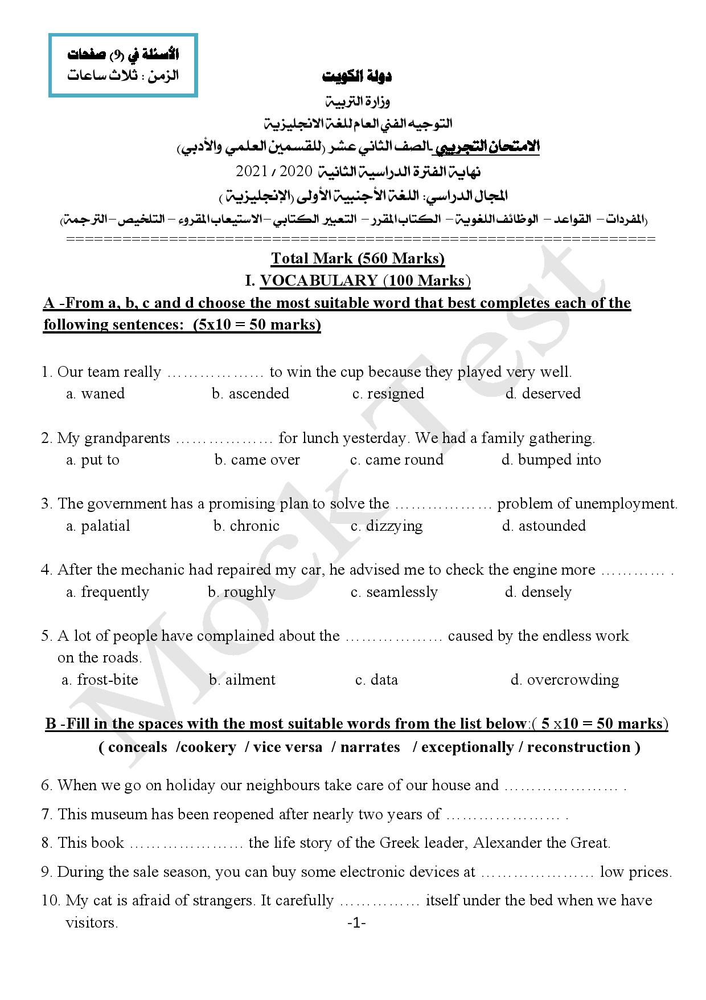 الأسئلة في (9) صفحات
الزمن : ثلاث ساعات
دولة الكويت
وزارة التربية
التوجيه الفني العام للغة الانجليزية
الامتحان التجريبي -الصف الثاني عشر (للقسمين العلمي والأدبي)
نهاية الفترة الدراسية الثانية 2020 / 2021
المجال الدراسي: اللغة الأجنبية الأولى (الإنجليزية )
(المفردات – القواعد – الوظائف اللغوية – الكتاب المقرر – التعبير الكتابي – الاستيعاب المقروء – التلخيص – الترجمة)
================================================================
Total Mark (560 Marks)
I. VOCABULARY (100 Marks)
A -From a, b, c and d choose the most suitable word that best completes each of the
following sentences: (5x10 = 50 marks)
1. Our team really ……………… to win the cup because they played very well.
a. waned b. ascended c. resigned d. deserved
2. My grandparents ……………… for lunch yesterday. We had a family gathering.
a. put to b. came over c. came round d. bumped into
3. The government has a promising plan to solve the ……………… problem of unemployment.
a. palatial b. chronic c. dizzying d. astounded
4. After the mechanic had repaired my car, he advised me to check the engine more ………… .
a. frequently b. roughly c. seamlessly d. densely
5. A lot of people have complained about the ……………… caused by the endless work
on the roads.
a. frost-bite b. ailment c. data d. overcrowding
B -Fill in the spaces with the most suitable words from the list below:( 5 x10 = 50 marks)
( conceals /cookery / vice versa / narrates / exceptionally / reconstruction )
6. When we go on holiday our neighbours take care of our house and ………………… .
7. This museum has been reopened after nearly two years of ………………… .
8. This book ………………… the life story of the Greek leader, Alexander the Great.
9. During the sale season, you can buy some electronic devices at ………………… low prices.
10. My cat is afraid of strangers. It carefully …………… itself under the bed when we have
visitors.
-1-
Mock Test